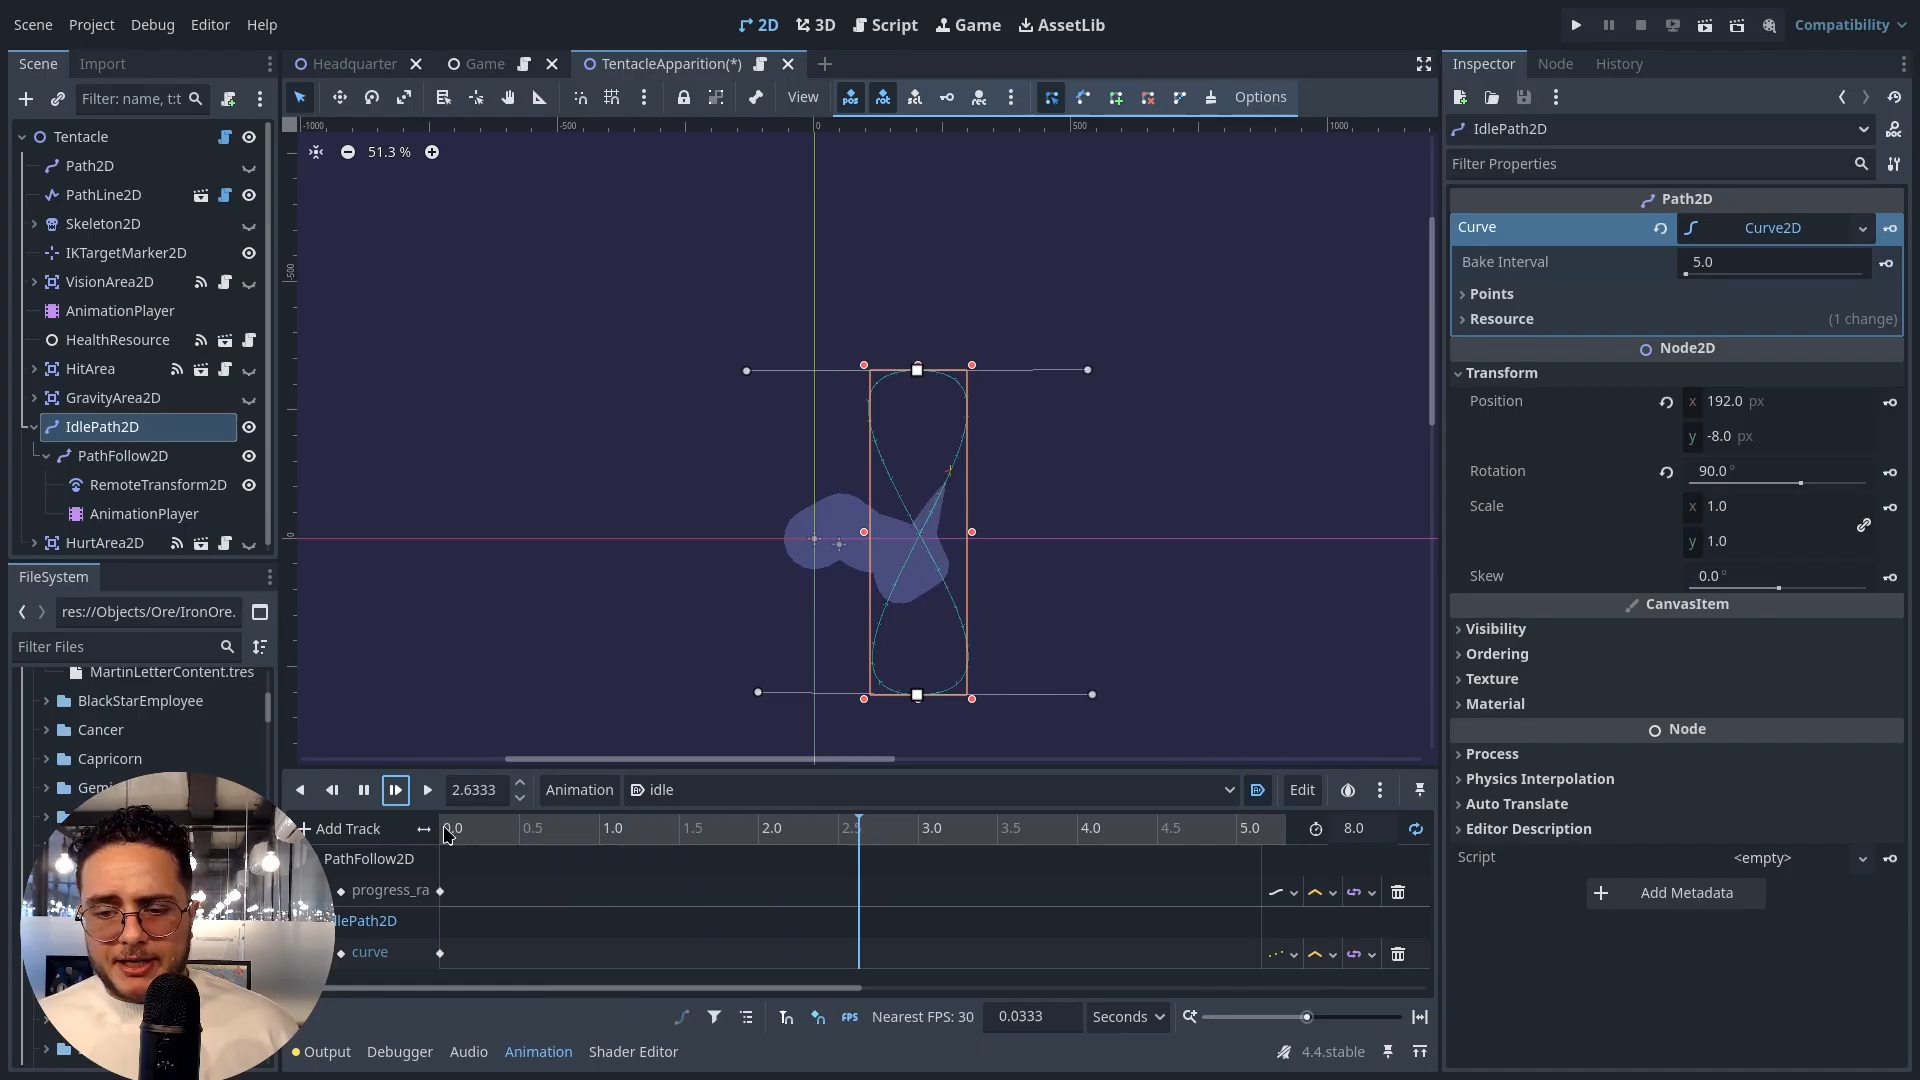 Scene Project Debug Editor Help
2D 3D Script Game AssetLib
Compatibility
Scene Import
Headquarter Game TentacleApparition(*)
Inspector Node History
Filter: name, t:t
View Options
IdlePath2D
Filter Properties
-1000 -500 0 500 1000
51.3 %
-500
0
Tentacle
Path2D
PathLine2D
Skeleton2D
IKTargetMarker2D
VisionArea2D
AnimationPlayer
HealthResource
HitArea
GravityArea2D
IdlePath2D
PathFollow2D
RemoteTransform2D
AnimationPlayer
HurtArea2D
FileSystem
res://Objects/Ore/IronOre.
Filter Files
MartinLetterContent.tres
BlackStarEmployee
Cancer
Capricorn
Gemi
Path2D
Curve Curve2D
Bake Interval 5.0
Points
Resource (1 change)
Node2D
Transform
Position x 192.0 px
y -8.0 px
Rotation 90.0 °
Scale x 1.0
y 1.0
Skew 0.0 °
CanvasItem
Visibility
Ordering
Texture
Material
Node
Process
Physics Interpolation
Auto Translate
Editor Description
Script <empty>
Add Metadata
2.6333 Animation idle Edit
Add Track 0.0 0.5 1.0 1.5 2.0 2.5 3.0 3.5 4.0 4.5 5.0 8.0
PathFollow2D
progress_ra
dlePath2D
curve
FPS Nearest FPS: 30 0.0333 Seconds
Output Debugger Audio Animation Shader Editor
4.4.stable